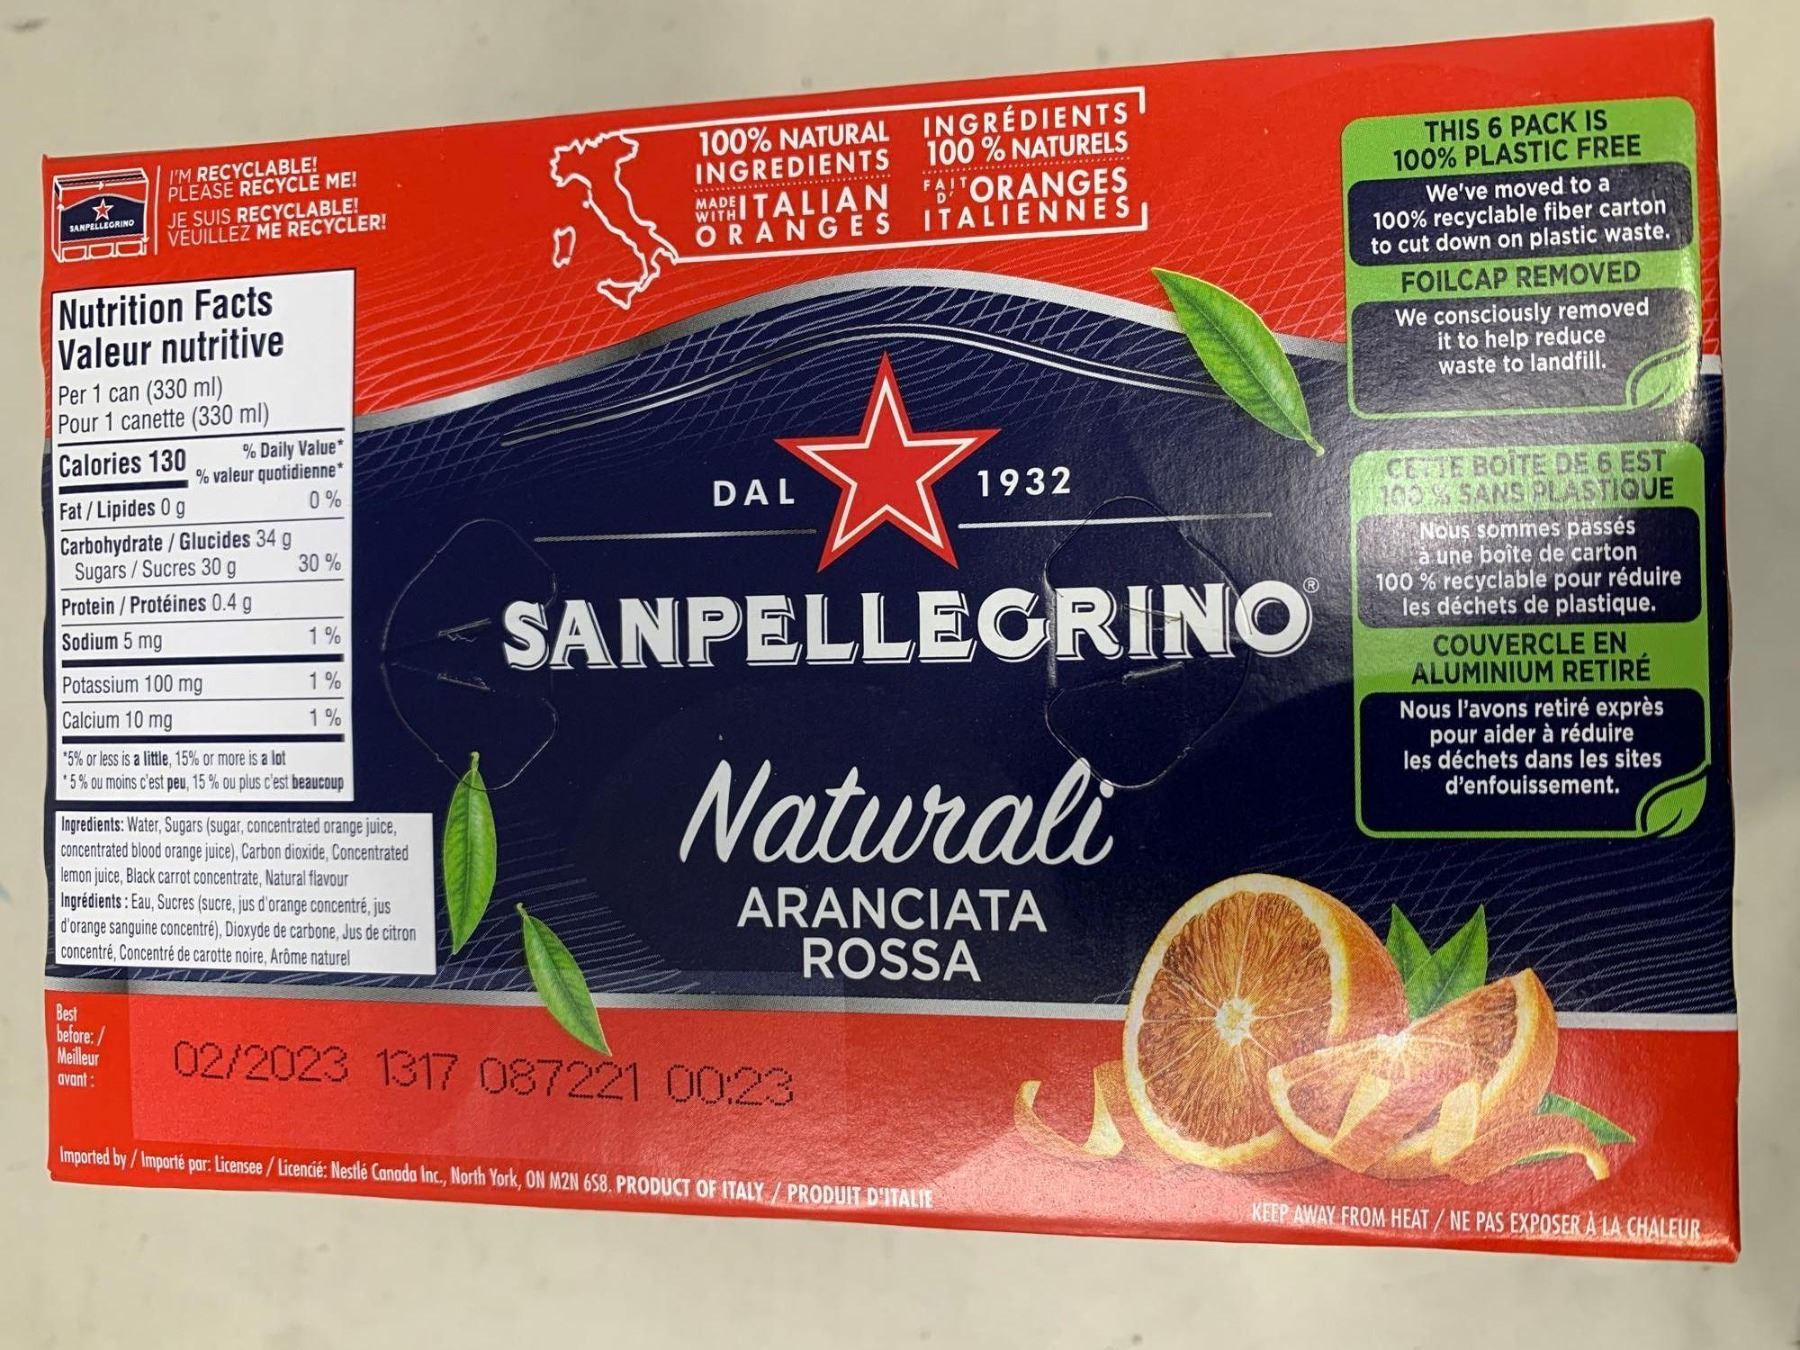 I'M RECYCLABLE!
PLEASE RECYCLE ME!
JE SUIS RECYCLABLE!
VEUILLEZ ME RECYCLER!
SANPELLEGRINO
100% NATURAL
INGREDIENTS
MADE WITH ITALIAN
ORANGES
INGRÉDIENTS
100 % NATURELS
FAIT D'ORANGES
ITALIENNES
THIS 6 PACK IS
100% PLASTIC FREE
We've moved to a
100% recyclable fiber carton
to cut down on plastic waste.
FOILCAP REMOVED
We consciously removed
it to help reduce
waste to landfill.
CETTE BOÎTE DE 6 EST
100 % SANS PLASTIQUE
Nous sommes passés
à une boîte de carton
100 % recyclable pour réduire
les déchets de plastique.
COUVERCLE EN
ALUMINIUM RETIRÉ
Nous l'avons retiré exprès
pour aider à réduire
les déchets dans les sites
d'enfouissement.
Nutrition Facts
Valeur nutritive
Per 1 can (330 ml)
Pour 1 canette (330 ml)
Calories 130
% Daily Value*
% valeur quotidienne*
Fat / Lipides 0 g 0 %
Carbohydrate / Glucides 34 g
Sugars / Sucres 30 g 30 %
Protein / Protéines 0.4 g
Sodium 5 mg 1 %
Potassium 100 mg 1 %
Calcium 10 mg 1 %
*5% or less is a little, 15% or more is a lot
*5 % ou moins c'est peu, 15 % ou plus c'est beaucoup
Ingredients: Water, Sugars (sugar, concentrated orange juice,
concentrated blood orange juice), Carbon dioxide, Concentrated
lemon juice, Black carrot concentrate, Natural flavour
Ingrédients : Eau, Sucres (sucre, jus d'orange concentré, jus
d'orange sanguine concentré), Dioxyde de carbone, Jus de citron
concentré, Concentré de carotte noire, Arôme naturel
DAL 1932
SANPELLEGRINO®
Naturali
ARANCIATA
ROSSA
Best
before: /
Meilleur
avant :
02/2023 1317 087221 00:23
Imported by / Importé par: Licensee / Licencié: Nestlé Canada Inc., North York, ON M2N 6S8. PRODUCT OF ITALY / PRODUIT D'ITALIE
KEEP AWAY FROM HEAT / NE PAS EXPOSER À LA CHALEUR